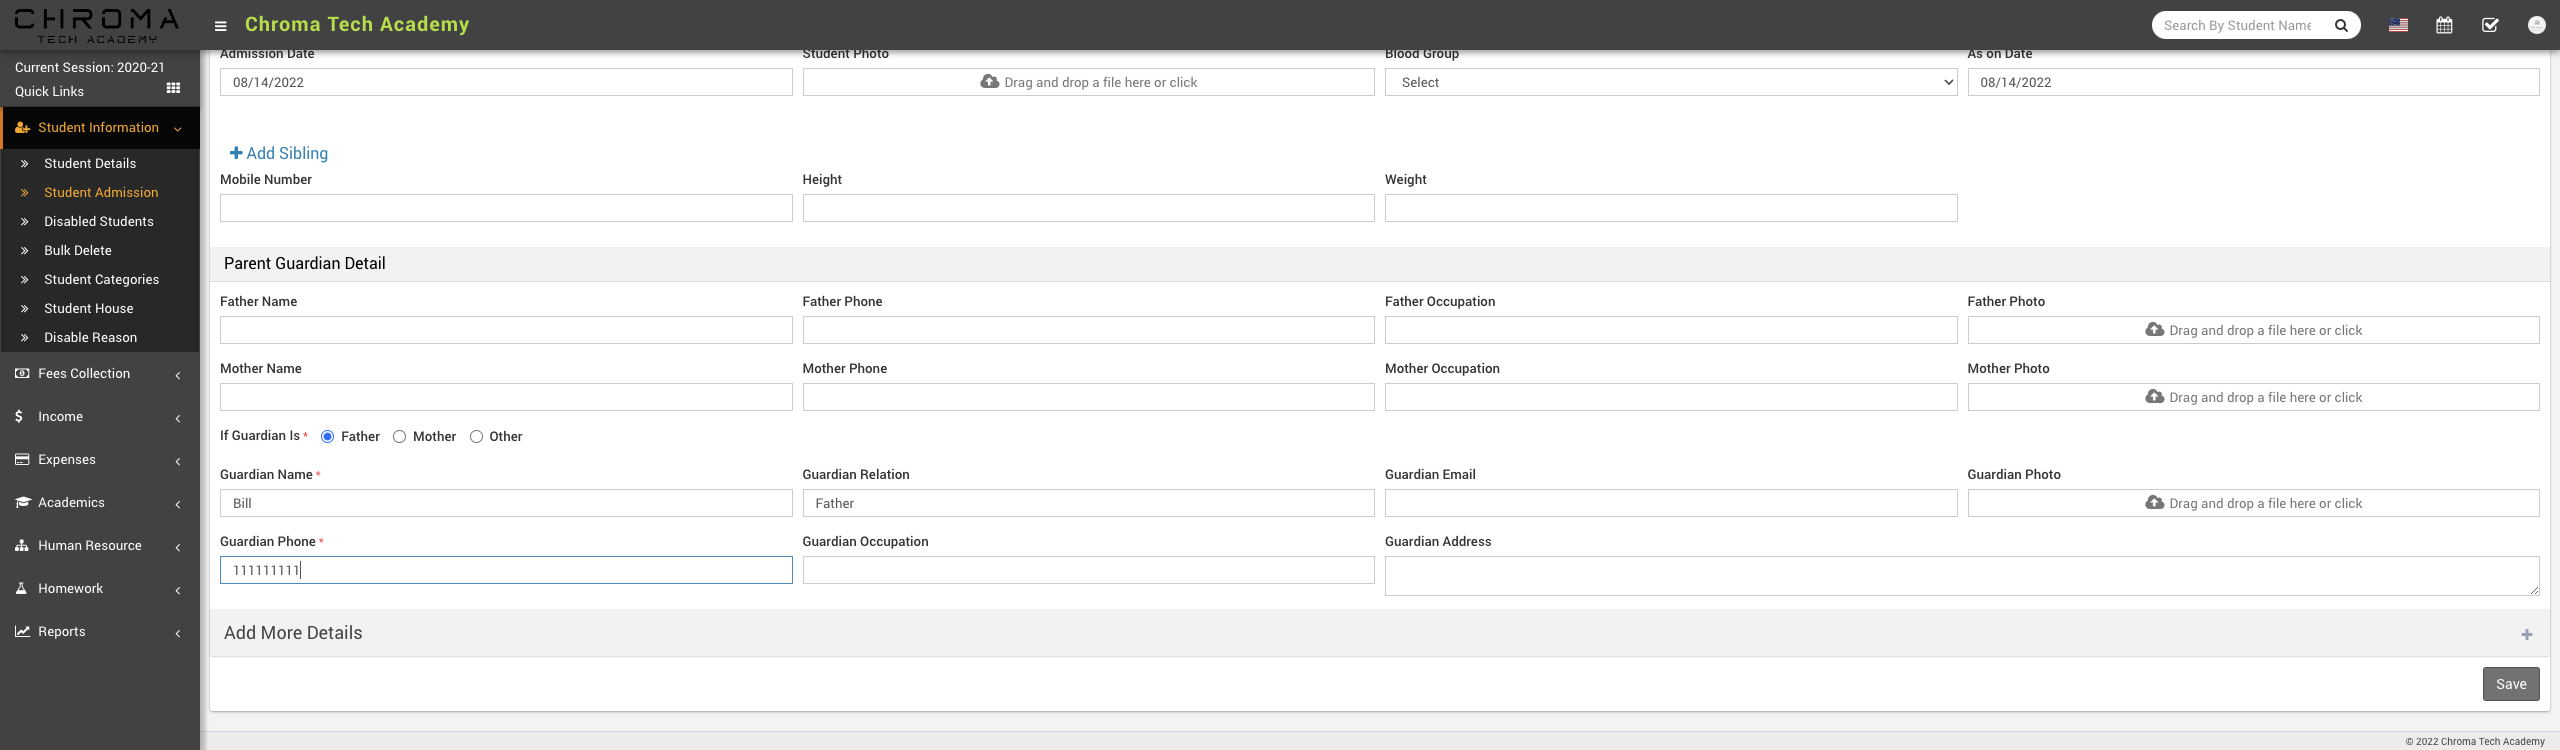 CHROMA
TECH ACADEMY
Chroma Tech Academy
Search By Student Name
Current Session: 2020-21
Quick Links
Student Information
Student Details
Student Admission
Disabled Students
Bulk Delete
Student Categories
Student House
Disable Reason
Fees Collection
Income
Expenses
Academics
Human Resource
Homework
Reports
Admission Date Student Photo Blood Group As on Date
08/14/2022 Drag and drop a file here or click Select 08/14/2022
Add Sibling
Mobile Number Height Weight
Parent Guardian Detail
Father Name Father Phone Father Occupation Father Photo
Drag and drop a file here or click
Mother Name Mother Phone Mother Occupation Mother Photo
Drag and drop a file here or click
If Guardian Is * Father Mother Other
Guardian Name * Guardian Relation Guardian Email Guardian Photo
Bill Father Drag and drop a file here or click
Guardian Phone * Guardian Occupation Guardian Address
111111111
Add More Details
Save
© 2022 Chroma Tech Academy